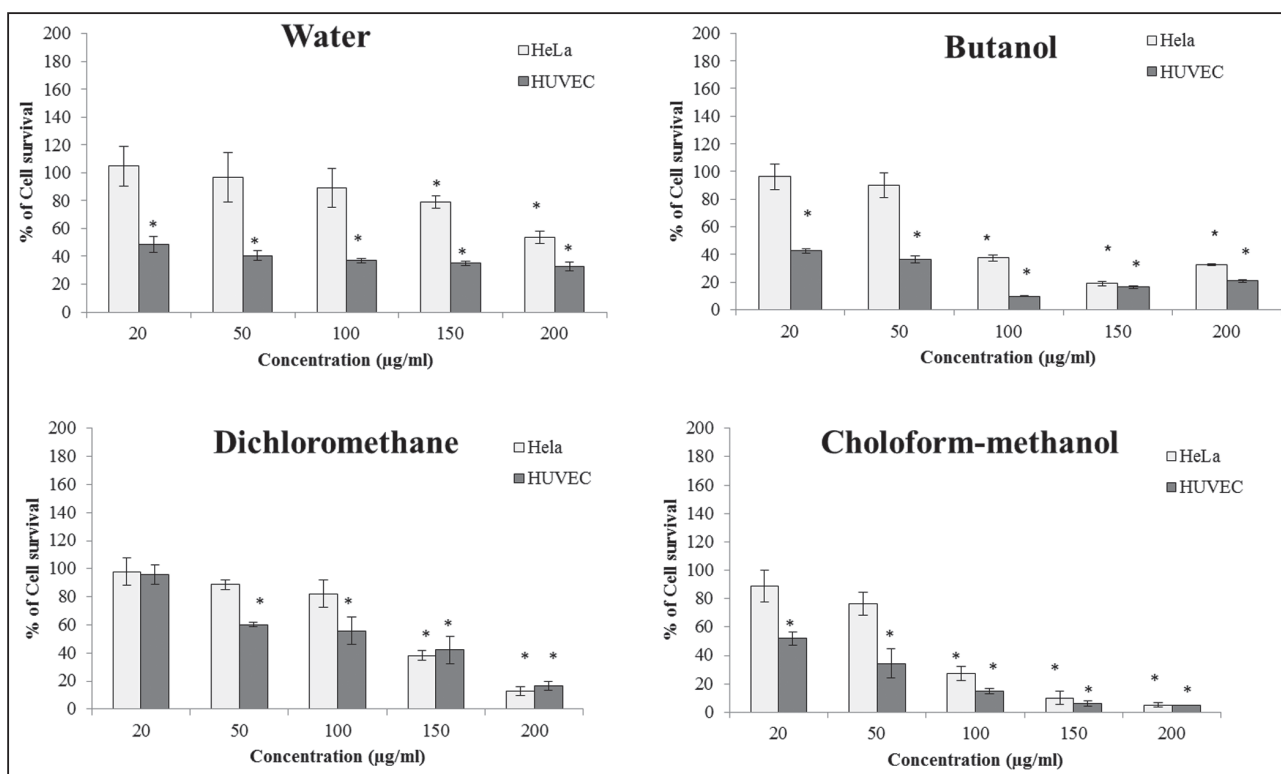 Water
HeLa
HUVEC
% of Cell survival
200
180
160
140
120
100
80
60
40
20
0
* * * * * * *
20 50 100 150 200
Concentration (µg/ml)
Butanol
Hela
HUVEC
% of Cell survival
200
180
160
140
120
100
80
60
40
20
0
* * * * * * * *
20 50 100 150 200
Concentration (µg/ml)
Dichloromethane
Hela
HUVEC
% of Cell survival
200
180
160
140
120
100
80
60
40
20
0
* * * * * *
20 50 100 150 200
Concentration (µg/ml)
Choloform-methanol
HeLa
HUVEC
% of Cell survival
200
180
160
140
120
100
80
60
40
20
0
* * * * * * * *
20 50 100 150 200
Concentration (µg/ml)